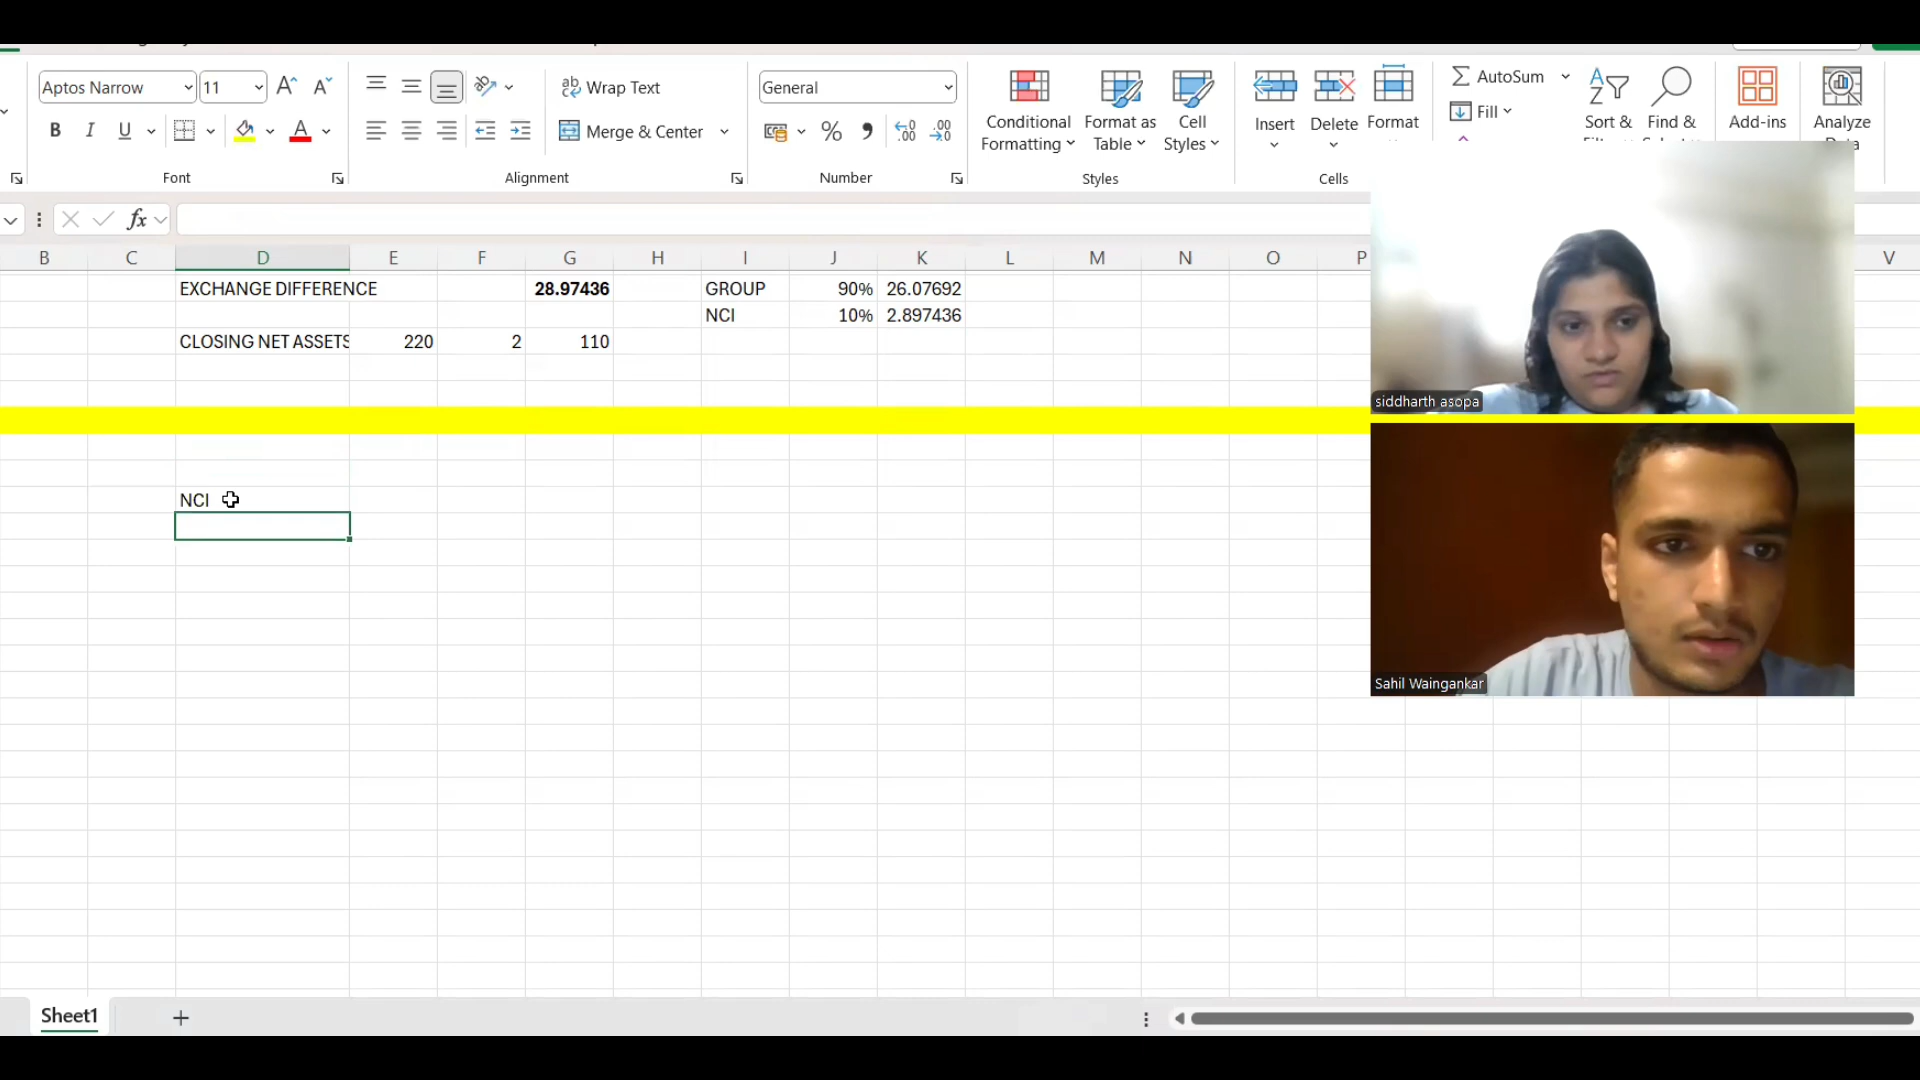 Aptos Narrow
11
Wrap Text
General
AutoSum
Fill
B I U
Merge & Center
Conditional Formatting
Format as Table
Cell Styles
Insert
Delete
Format
Sort &
Find &
Add-ins
Analyze
Font
Alignment
Number
Styles
Cells
fx
B C D E F G H I J K L M N O P V
EXCHANGE DIFFERENCE 28.97436 GROUP 90% 26.07692
NCI 10% 2.897436
CLOSING NET ASSETS 220 2 110
siddharth asopa
NCI
Sahil Waingankar
Sheet1